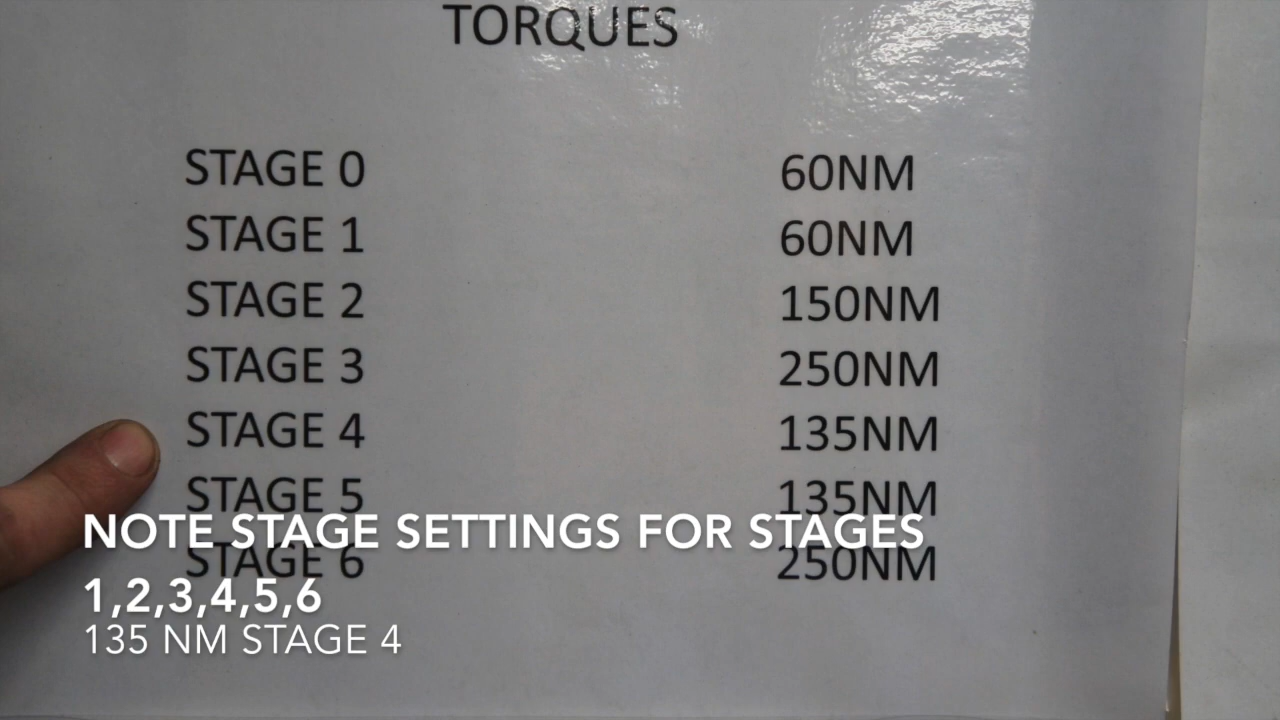 TORQUES
STAGE 0 60NM
STAGE 1 60NM
STAGE 2 150NM
STAGE 3 250NM
STAGE 4 135NM
STAGE 5 135NM
STAGE 6 250NM
NOTE STAGE SETTINGS FOR STAGES
1,2,3,4,5,6
135 NM STAGE 4